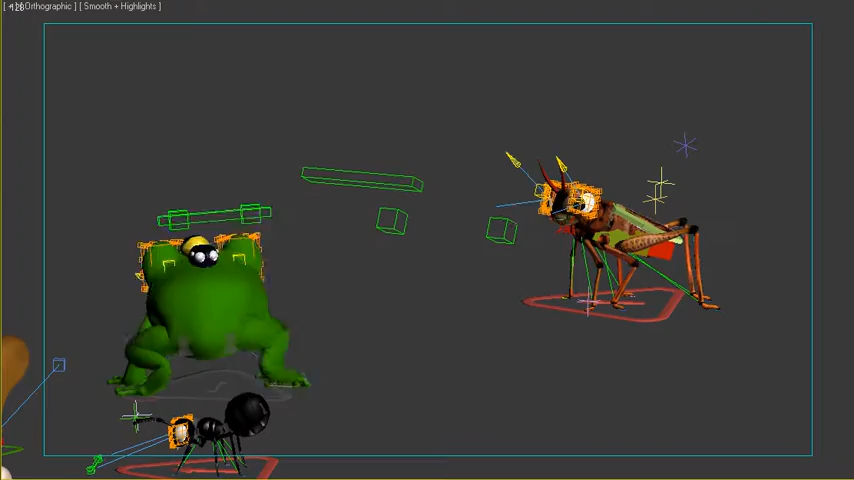 [ + ] [ Orthographic ] [ Smooth + Highlights ]